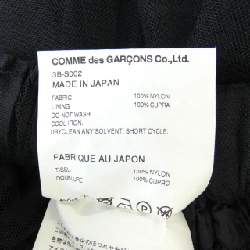 COMME des GARÇONS Co.,Ltd.
3B-S002
MADE IN JAPAN
FABRIC 100% NYLON
LINING 100% CUPRA
DO NOT WASH
COOL IRON.
DRYCLEAN ANY SOLVENT. SHORT CYCLE.
FABRIQUE AU JAPON
TISSU 100% NYLON
DOUBLURE 100% CUPRO